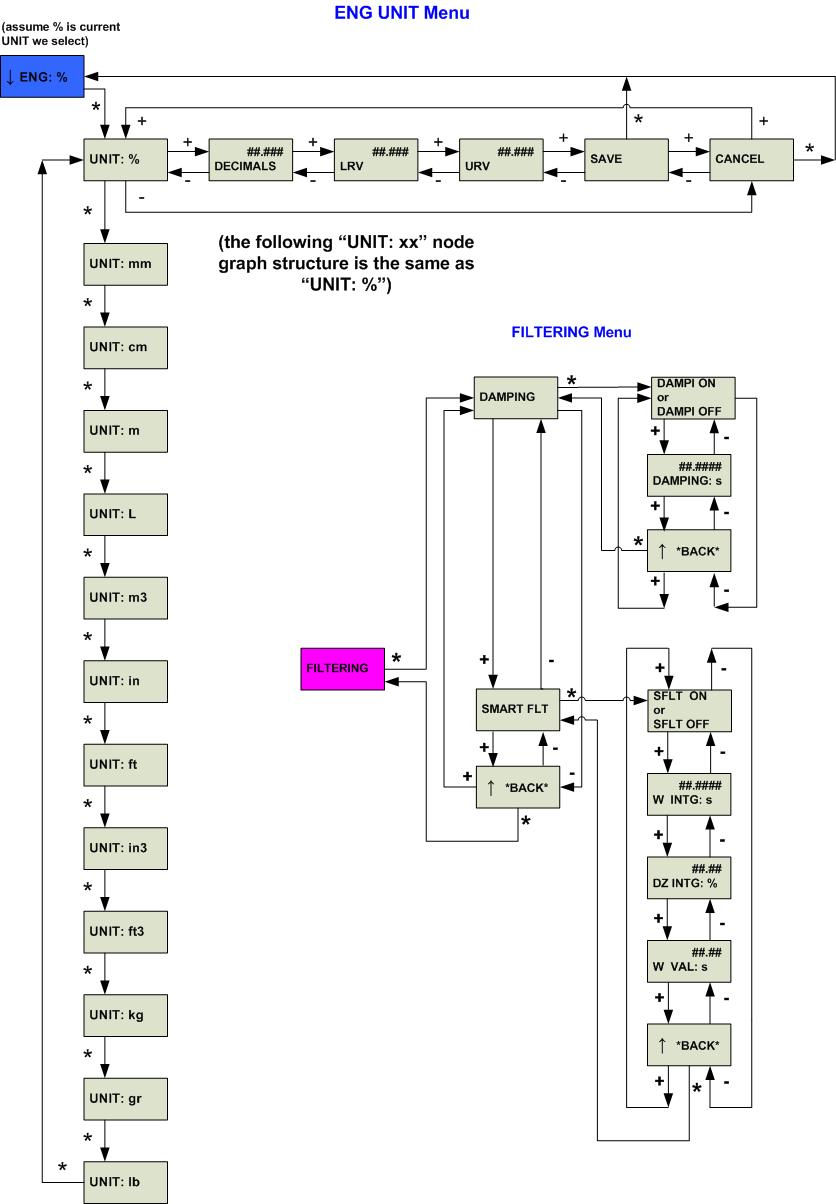 ENG UNIT Menu
(assume % is current
UNIT we select)
↓ ENG: %
*
+
+
*
UNIT: %
+
-
##.###
DECIMALS
+
-
##.###
LRV
+
-
##.###
URV
+
-
SAVE
+
-
CANCEL
*
-
*
(the following “UNIT: xx” node
graph structure is the same as
“UNIT: %”)
UNIT: mm
*
UNIT: cm
*
UNIT: m
*
UNIT: L
*
UNIT: m3
*
UNIT: in
*
UNIT: ft
*
UNIT: in3
*
UNIT: ft3
*
UNIT: kg
*
UNIT: gr
*
*
UNIT: lb
FILTERING Menu
DAMPING
*
DAMPI ON
or
DAMPI OFF
+
-
##.####
DAMPING: s
+
-
*
↑ *BACK*
+
-
FILTERING
*
+
-
SMART FLT
*
+
-
+
-
↑ *BACK*
*
+
-
SFLT ON
or
SFLT OFF
+
-
##.####
W INTG: s
+
-
##.##
DZ INTG: %
+
-
##.##
W VAL: s
+
-
↑ *BACK*
+
*
-